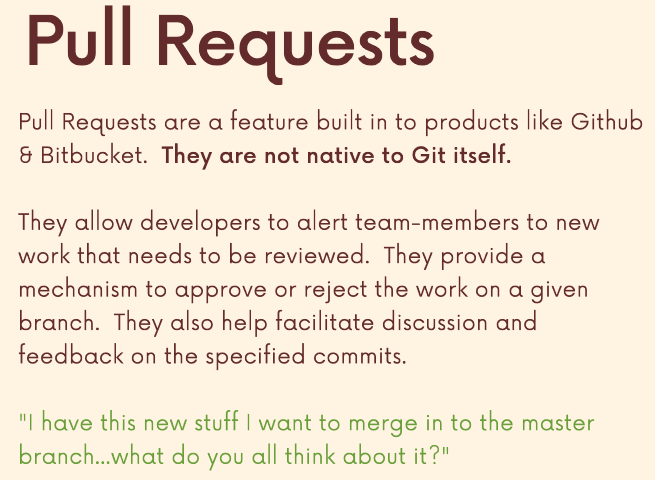 Pull Requests
Pull Requests are a feature built in to products like Github
& Bitbucket. They are not native to Git itself.
They allow developers to alert team-members to new
work that needs to be reviewed. They provide a
mechanism to approve or reject the work on a given
branch. They also help facilitate discussion and
feedback on the specified commits.
"I have this new stuff I want to merge in to the master
branch...what do you all think about it?"